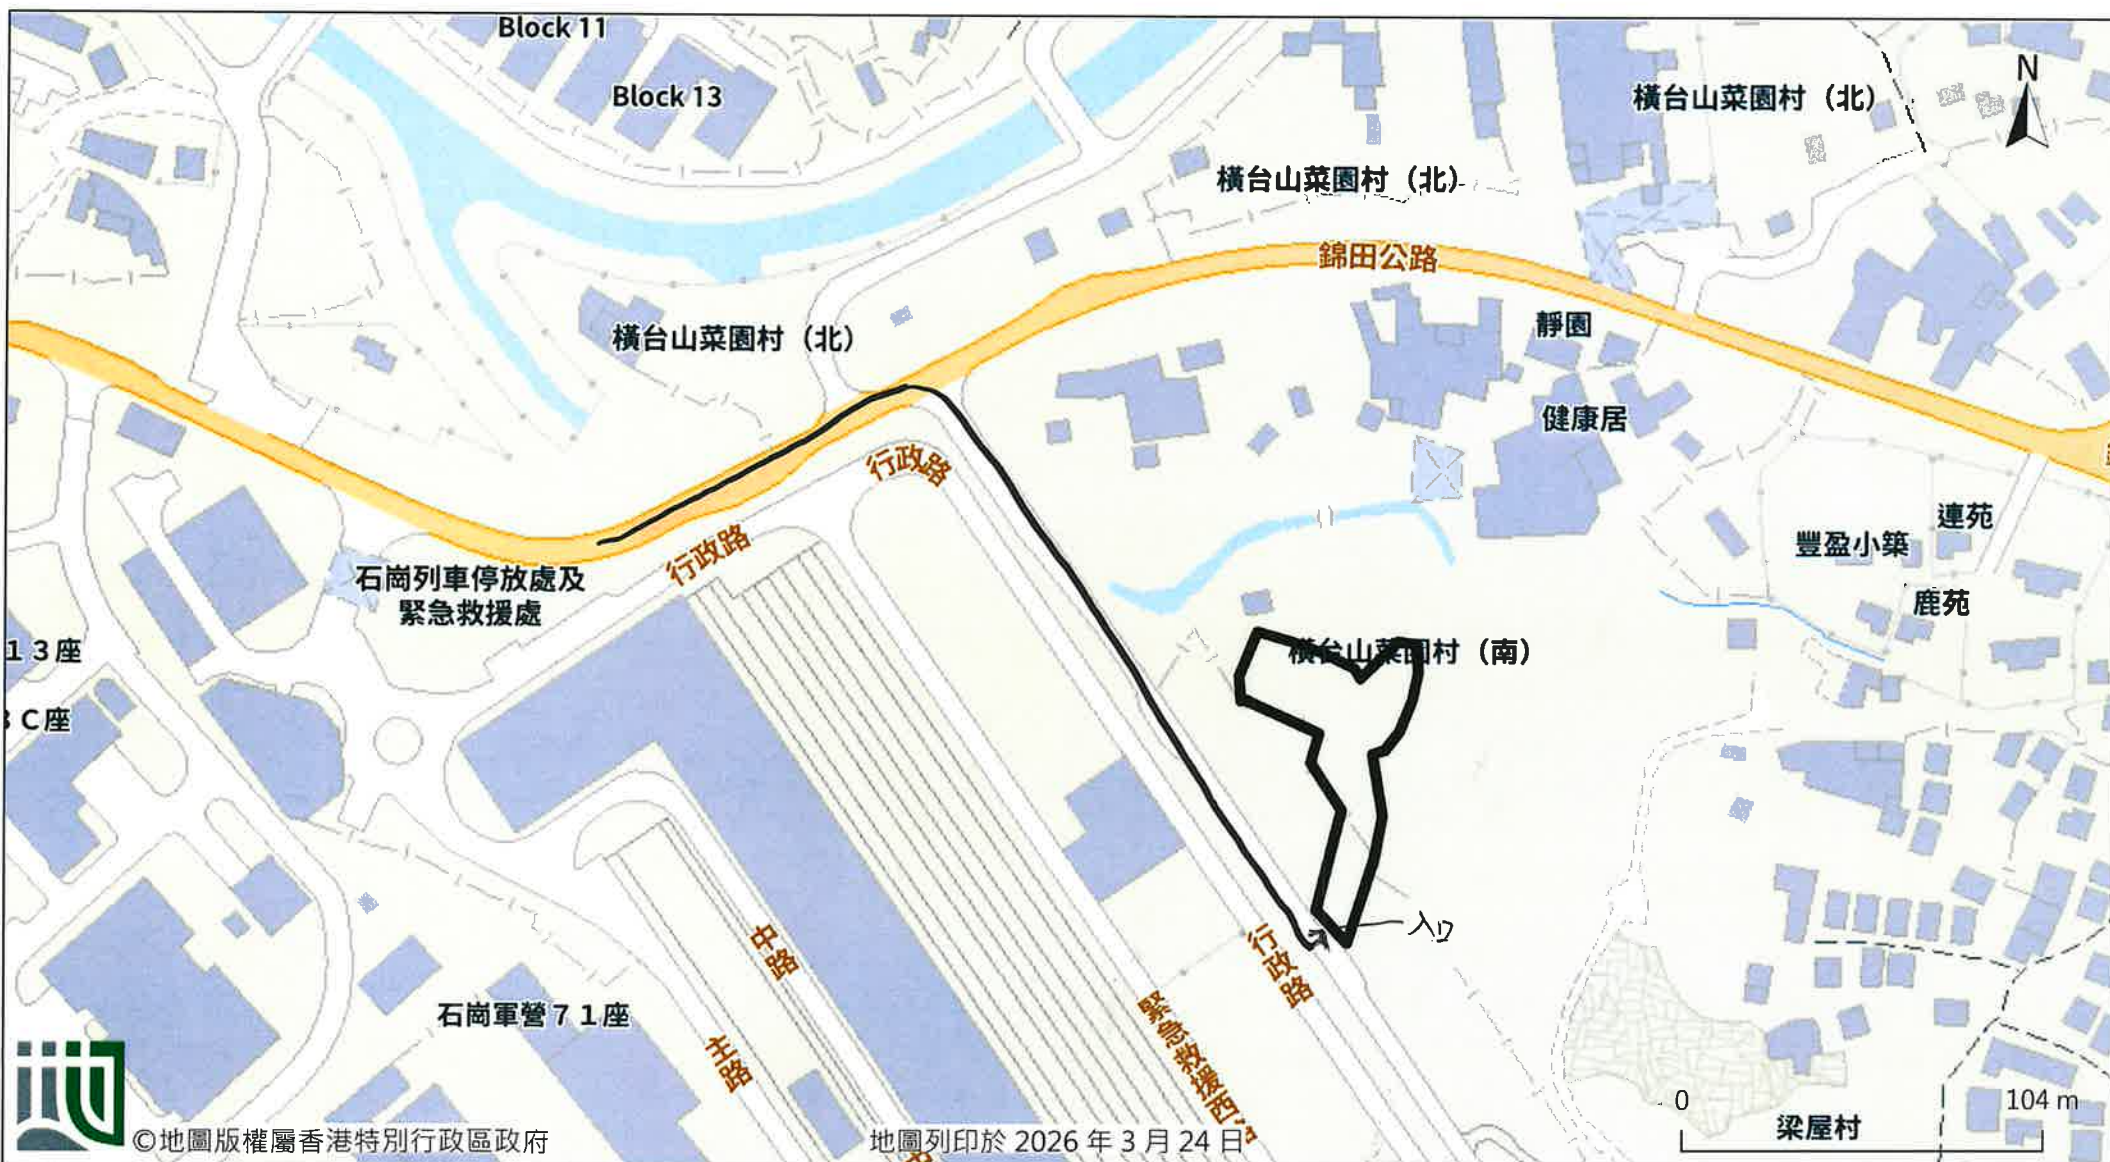 Block 11
Block 13
N
橫台山菜園村（北）
橫台山菜園村（北）
錦田公路
橫台山菜園村（北）
靜園
健康居
行政路
行政路
連苑
豐盈小築
鹿苑
石崗列車停放處及
緊急救援處
橫台山菜園村（南）
13座
C座
入口
行政路
中路
主路
緊急救援西
石崗軍營７１座
0
104 m
梁屋村
©地圖版權屬香港特別行政區政府
地圖列印於 2026 年 3 月 24 日